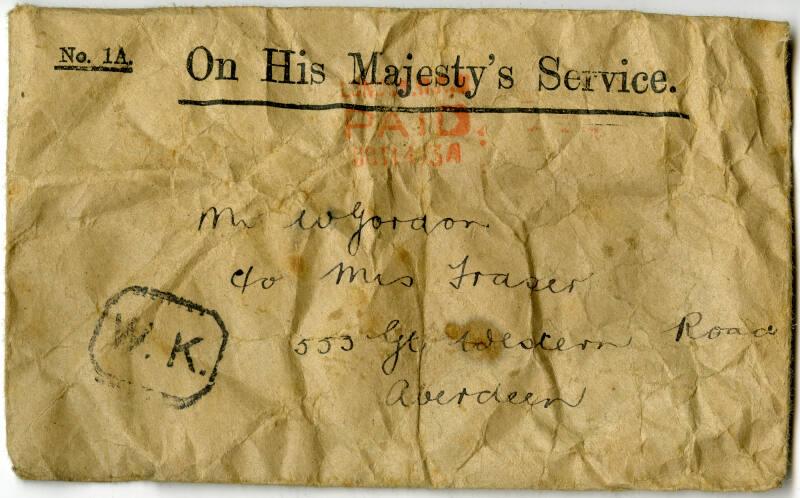 No. 1A.
On His Majesty's Service.
PAID
Mr W Gordon
c/o Mrs Fraser
553 Gt Western Road
Aberdeen
W. K.